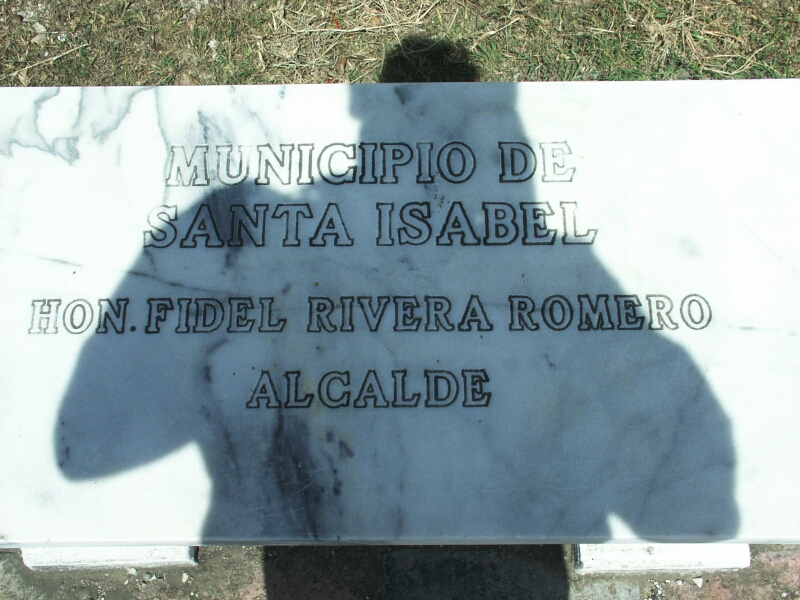 MUNICIPIO DE
SANTA ISABEL
HON. FIDEL RIVERA ROMERO
ALCALDE